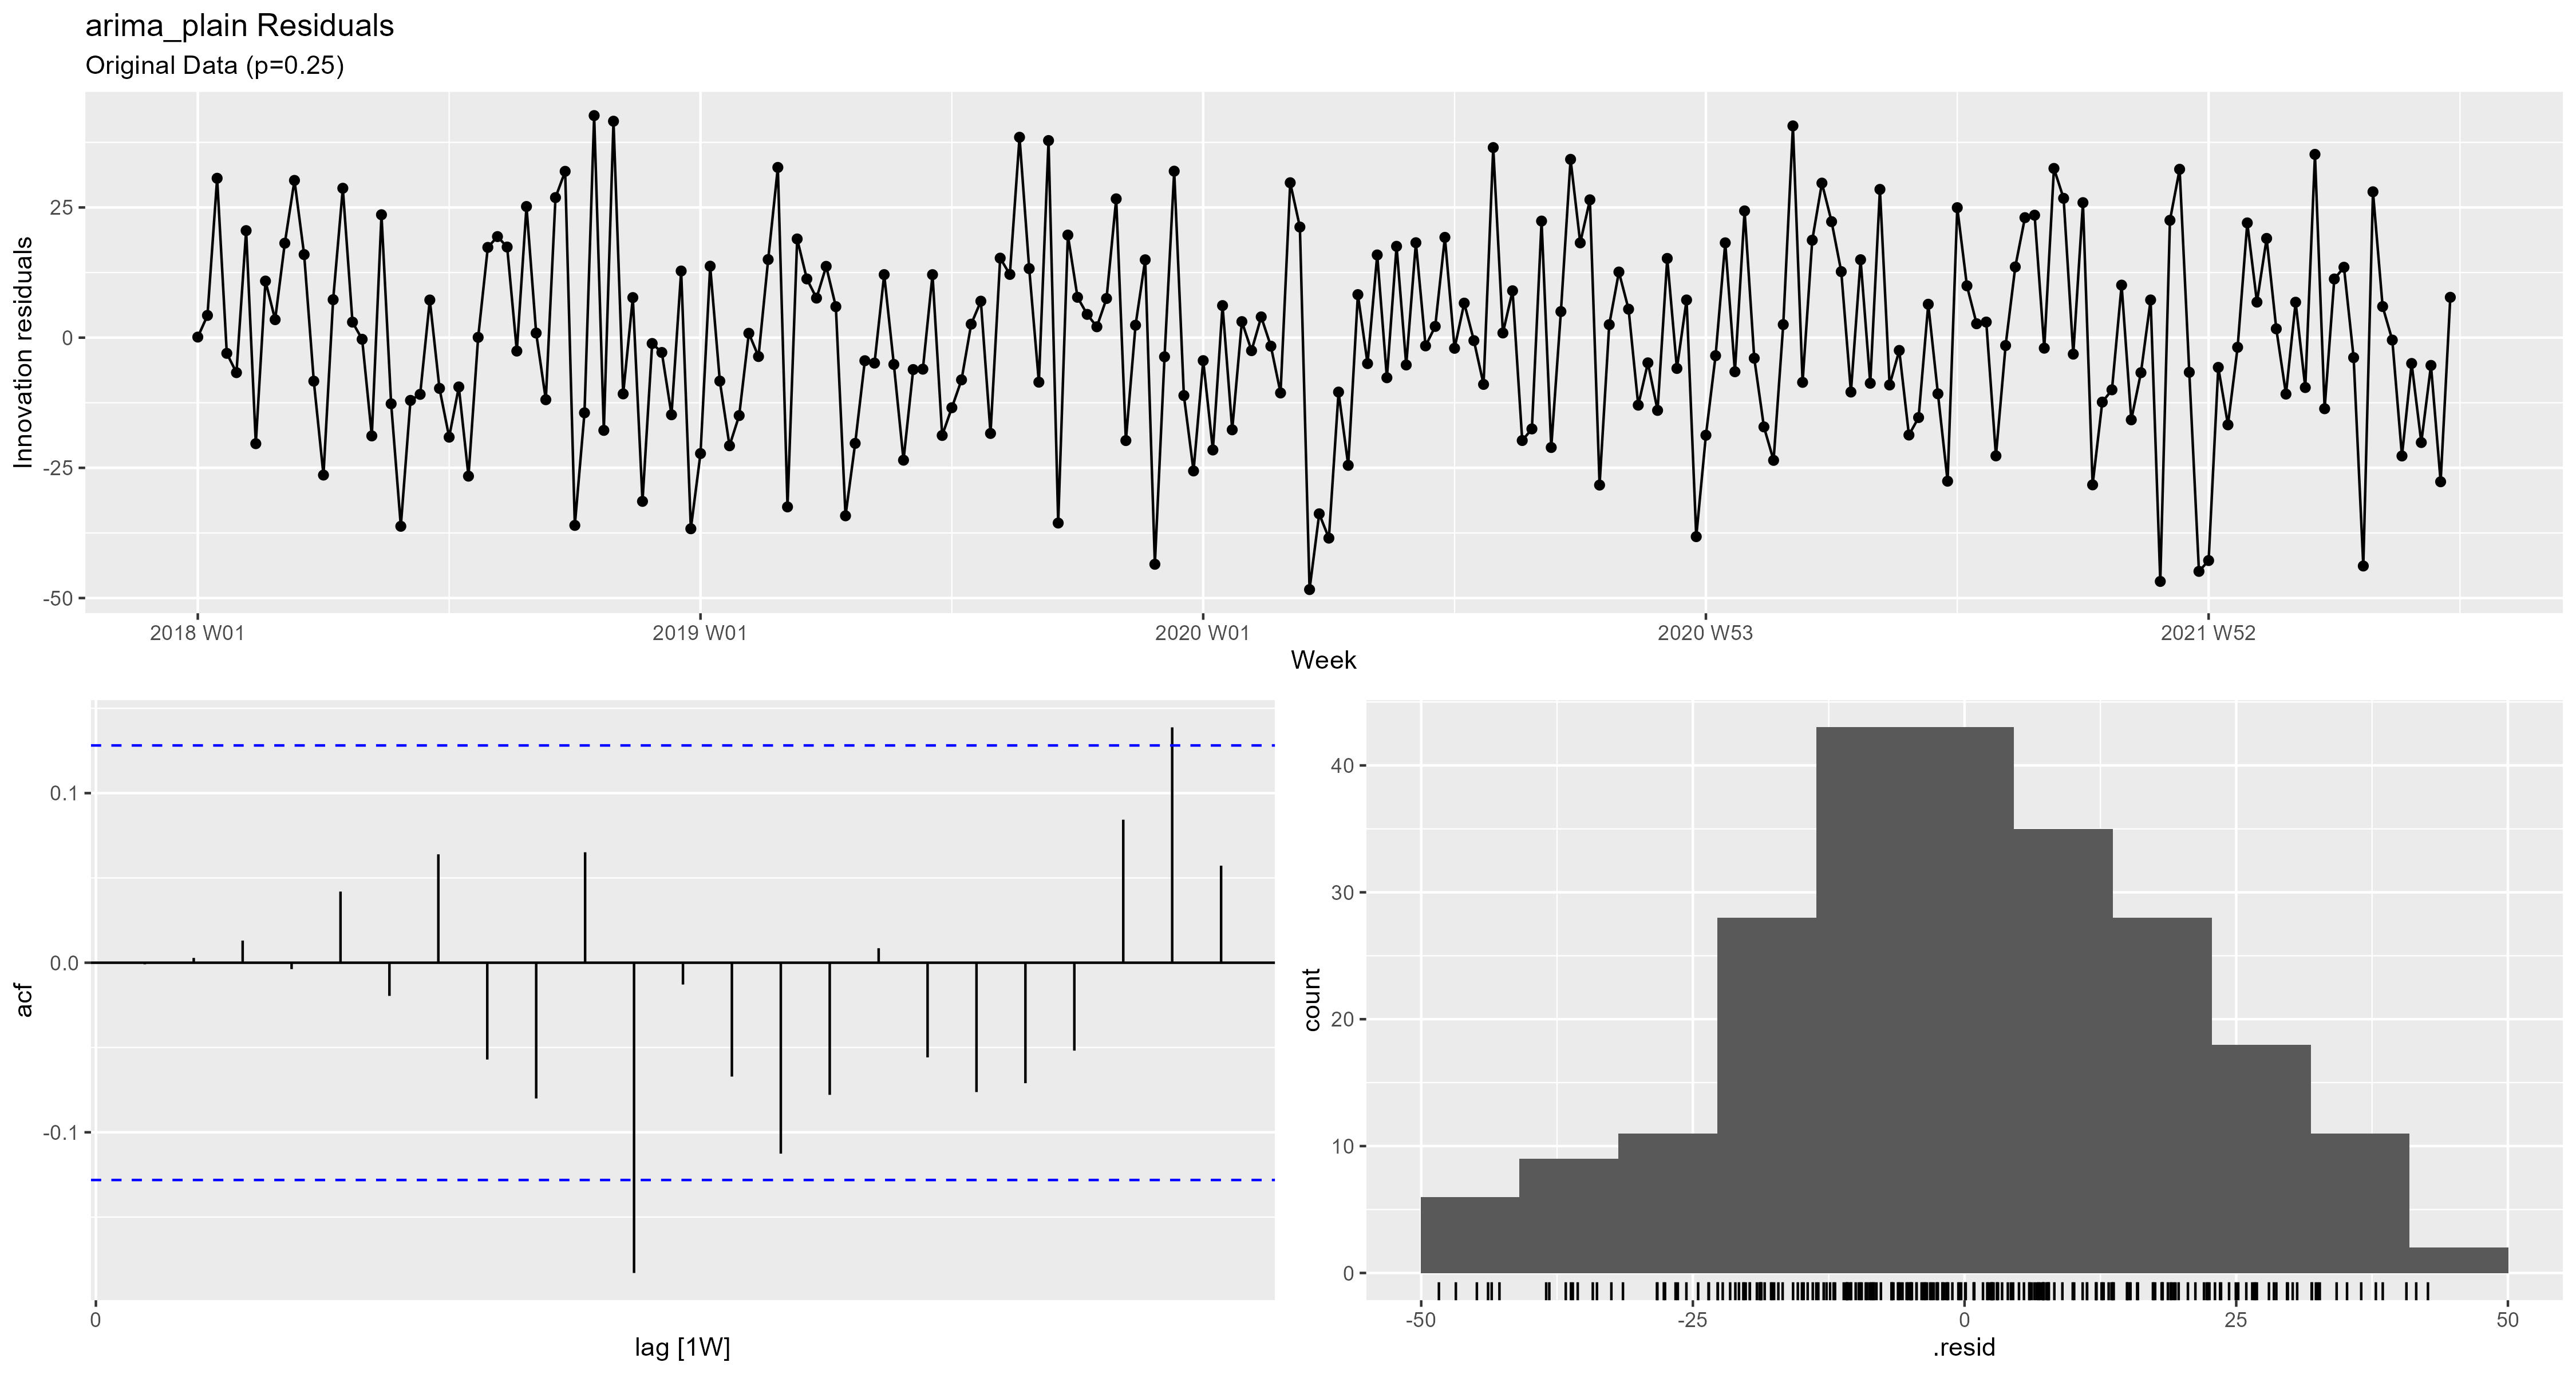 arima_plain Residuals
Original Data (p=0.25)
Innovation residuals
25
0
-25
-50
2018 W01
2019 W01
2020 W01
2020 W53
2021 W52
Week
acf
0.1
0.0
-0.1
0
lag [1W]
count
40
30
20
10
0
-50
-25
0
25
50
.resid